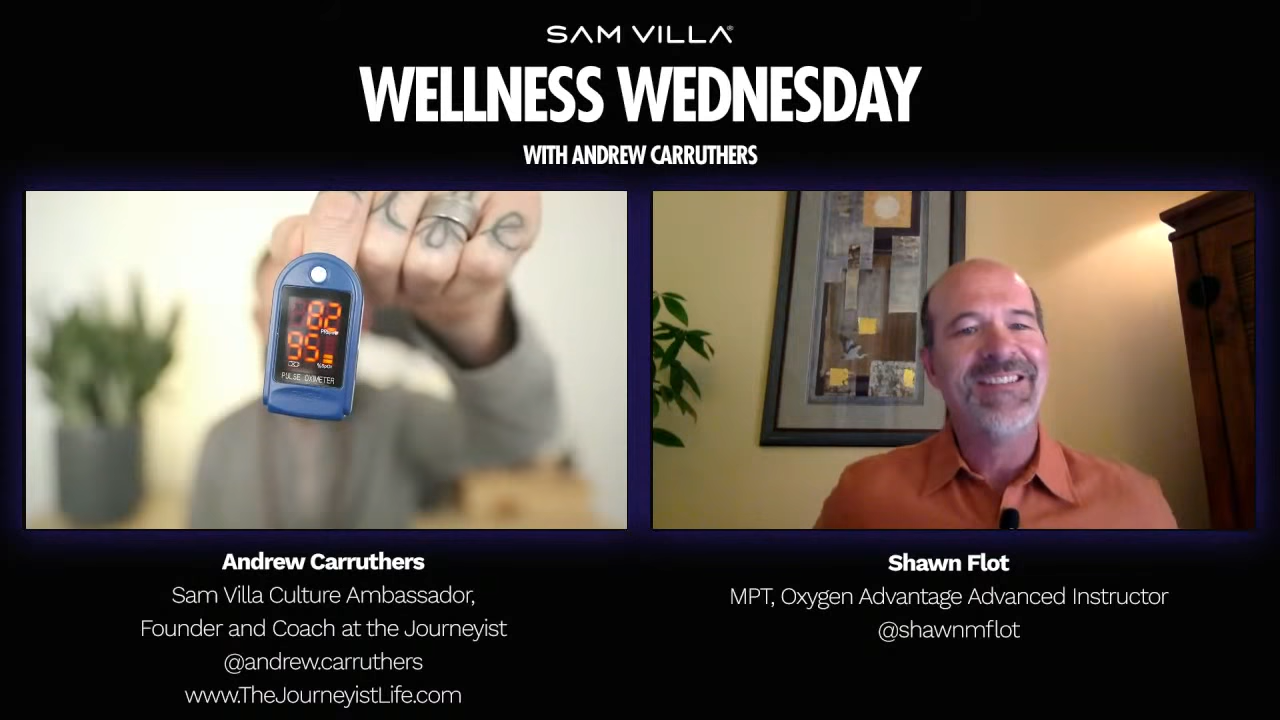 SAM VILLA®
WELLNESS WEDNESDAY
WITH ANDREW CARRUTHERS
82
95
%SpO2
PULSE OXIMETER
Andrew Carruthers
Sam Villa Culture Ambassador,
Founder and Coach at the Journeyist
@andrew.carruthers
www.TheJourneyistLife.com
Shawn Flot
MPT, Oxygen Advantage Advanced Instructor
@shawnmflot